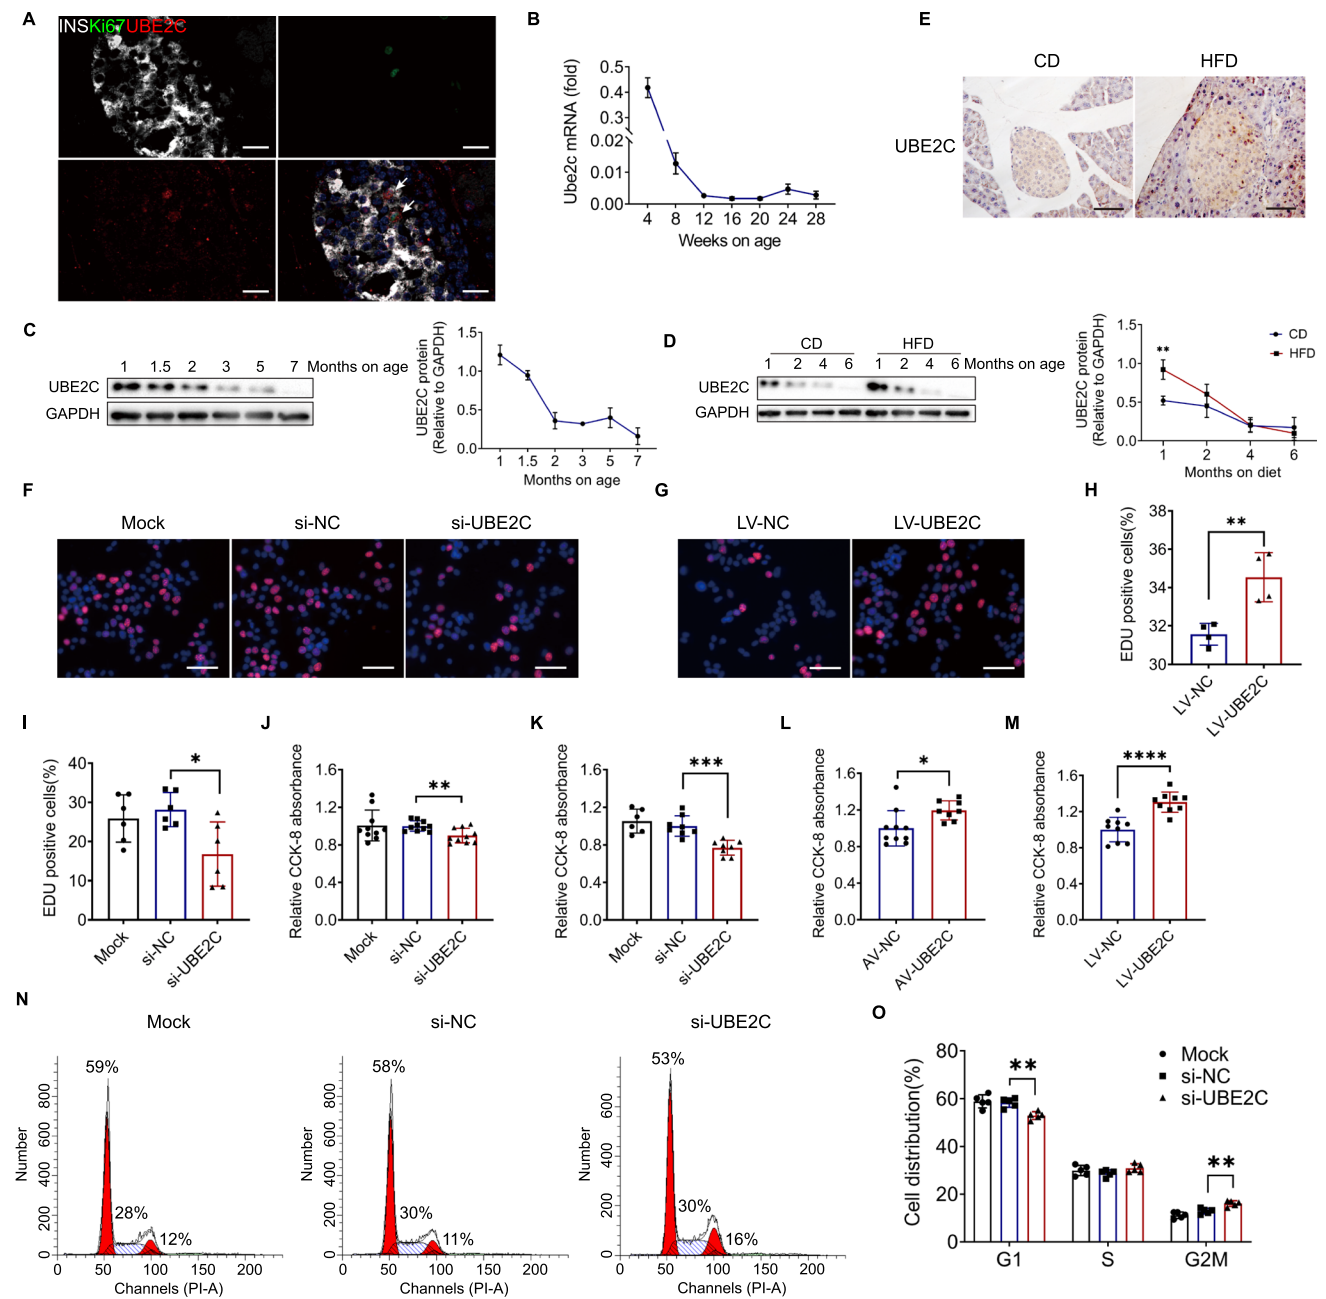 A
INSKi67UBE2C
B
Ube2c mRNA (fold)
0.5
0.4
0.3
0.02
0.01
0.00
4 8 12 16 20 24 28
Weeks on age
E
CD HFD
UBE2C
C
1 1.5 2 3 5 7 Months on age
UBE2C
GAPDH
UBE2C protein
(Relative to GAPDH)
1.5
1.0
0.5
0.0
1 1.5 2 3 5 7
Months on age
D
CD HFD
1 2 4 6 1 2 4 6 Months on age
UBE2C
GAPDH
UBE2C protein
(Relative to GAPDH)
1.5
1.0
0.5
0.0
**
CD
HFD
1 2 4 6
Months on diet
F
Mock si-NC si-UBE2C
G
LV-NC LV-UBE2C
H
EDU positive cells(%)
38
36
34
32
30
**
LV-NC
LV-UBE2C
I
EDU positive cells(%)
40
30
20
10
0
*
Mock
si-NC
si-UBE2C
J
Relative CCK-8 absorbance
1.6
1.2
0.8
0.4
0.0
**
Mock
si-NC
si-UBE2C
K
Relative CCK-8 absorbance
1.6
1.2
0.8
0.4
0.0
***
Mock
si-NC
si-UBE2C
L
Relative CCK-8 absorbance
1.6
1.2
0.8
0.4
0.0
*
AV-NC
AV-UBE2C
M
Relative CCK-8 absorbance
1.6
1.2
0.8
0.4
0.0
****
LV-NC
LV-UBE2C
N
Mock
Number
800
600
400
200
0
59%
28%
12%
0 50 100 150 200
Channels (PI-A)
si-NC
Number
800
600
400
200
0
58%
30%
11%
0 50 100 150 200
Channels (PI-A)
si-UBE2C
Number
600
400
200
0
53%
30%
16%
0 50 100 150 200
Channels (PI-A)
O
Cell distribution(%)
80
60
40
20
0
**
**
Mock
si-NC
si-UBE2C
G1 S G2M